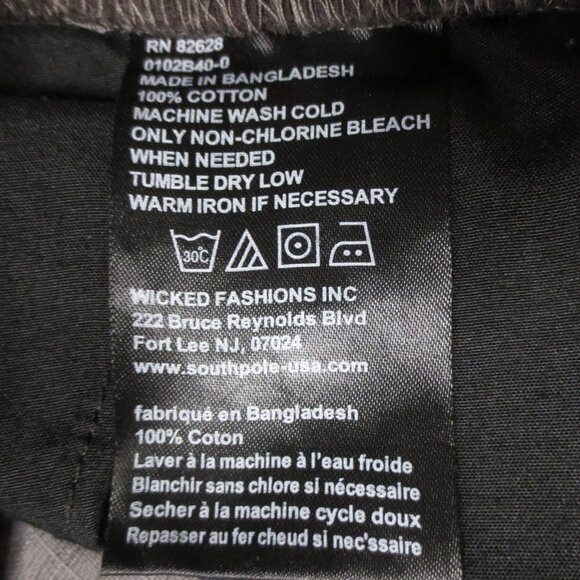 RN 82628
0102B40-0
MADE IN BANGLADESH
100% COTTON
MACHINE WASH COLD
ONLY NON-CHLORINE BLEACH
WHEN NEEDED
TUMBLE DRY LOW
WARM IRON IF NECESSARY
30°C
WICKED FASHIONS INC
222 Bruce Reynolds Blvd
Fort Lee NJ, 07024
www.southpole-usa.com
fabriqué en Bangladesh
100% Coton
Laver à la machine à l'eau froide
Blanchir sans chlore si nécessaire
Secher à la machine cycle doux
Repasser au fer cheud si nec'ssaire